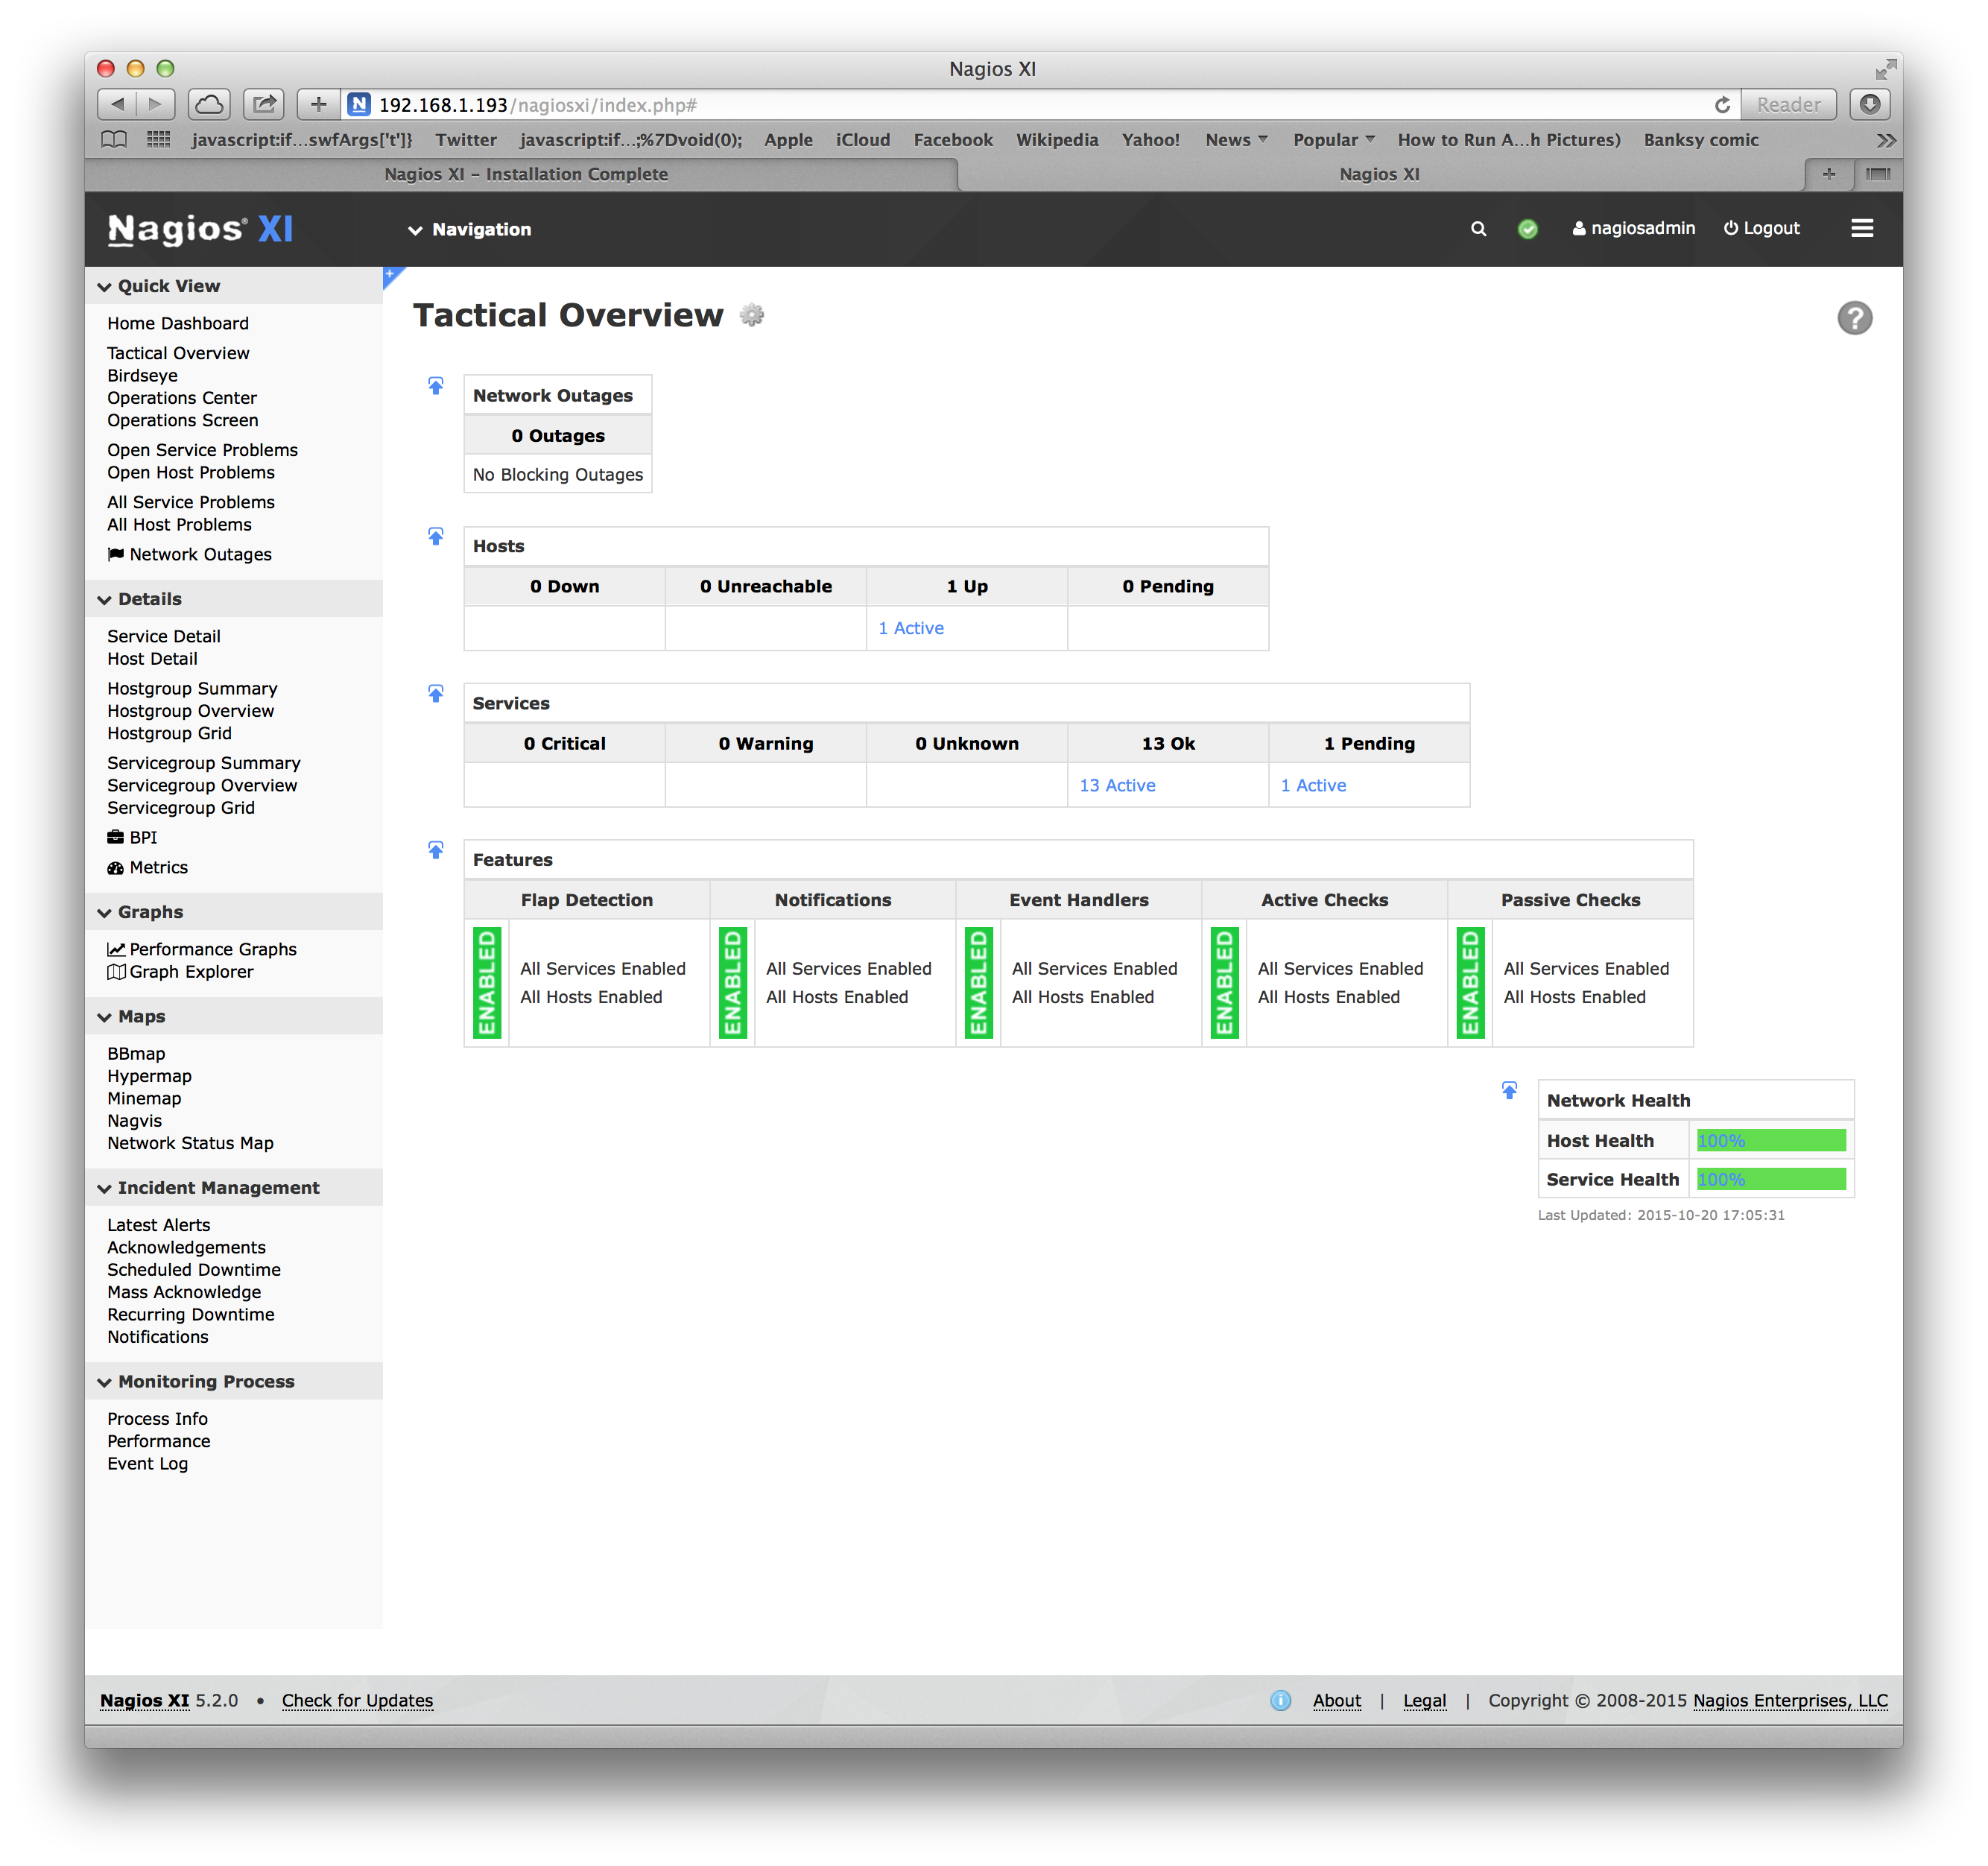 Nagios XI
192.168.1.193/nagiosxi/index.php#
Reader
javascript:if...swfArgs['t']} Twitter javascript:if...;%7Dvoid(0); Apple iCloud Facebook Wikipedia Yahoo! News Popular How to Run A...h Pictures) Banksy comic
Nagios XI – Installation Complete
Nagios XI
Nagios® XI
Navigation
nagiosadmin
Logout
Quick View
Home Dashboard
Tactical Overview
Birdseye
Operations Center
Operations Screen
Open Service Problems
Open Host Problems
All Service Problems
All Host Problems
Network Outages
Details
Service Detail
Host Detail
Hostgroup Summary
Hostgroup Overview
Hostgroup Grid
Servicegroup Summary
Servicegroup Overview
Servicegroup Grid
BPI
Metrics
Graphs
Performance Graphs
Graph Explorer
Maps
BBmap
Hypermap
Minemap
Nagvis
Network Status Map
Incident Management
Latest Alerts
Acknowledgements
Scheduled Downtime
Mass Acknowledge
Recurring Downtime
Notifications
Monitoring Process
Process Info
Performance
Event Log
Tactical Overview
Network Outages
0 Outages
No Blocking Outages
Hosts
0 Down 0 Unreachable 1 Up 0 Pending
1 Active
Services
0 Critical 0 Warning 0 Unknown 13 Ok 1 Pending
13 Active 1 Active
Features
Flap Detection Notifications Event Handlers Active Checks Passive Checks
ENABLED ENABLED ENABLED ENABLED ENABLED
All Services Enabled All Services Enabled All Services Enabled All Services Enabled All Services Enabled
All Hosts Enabled All Hosts Enabled All Hosts Enabled All Hosts Enabled All Hosts Enabled
Network Health
Host Health 100%
Service Health 100%
Last Updated: 2015-10-20 17:05:31
Nagios XI 5.2.0 • Check for Updates
About | Legal | Copyright © 2008-2015 Nagios Enterprises, LLC